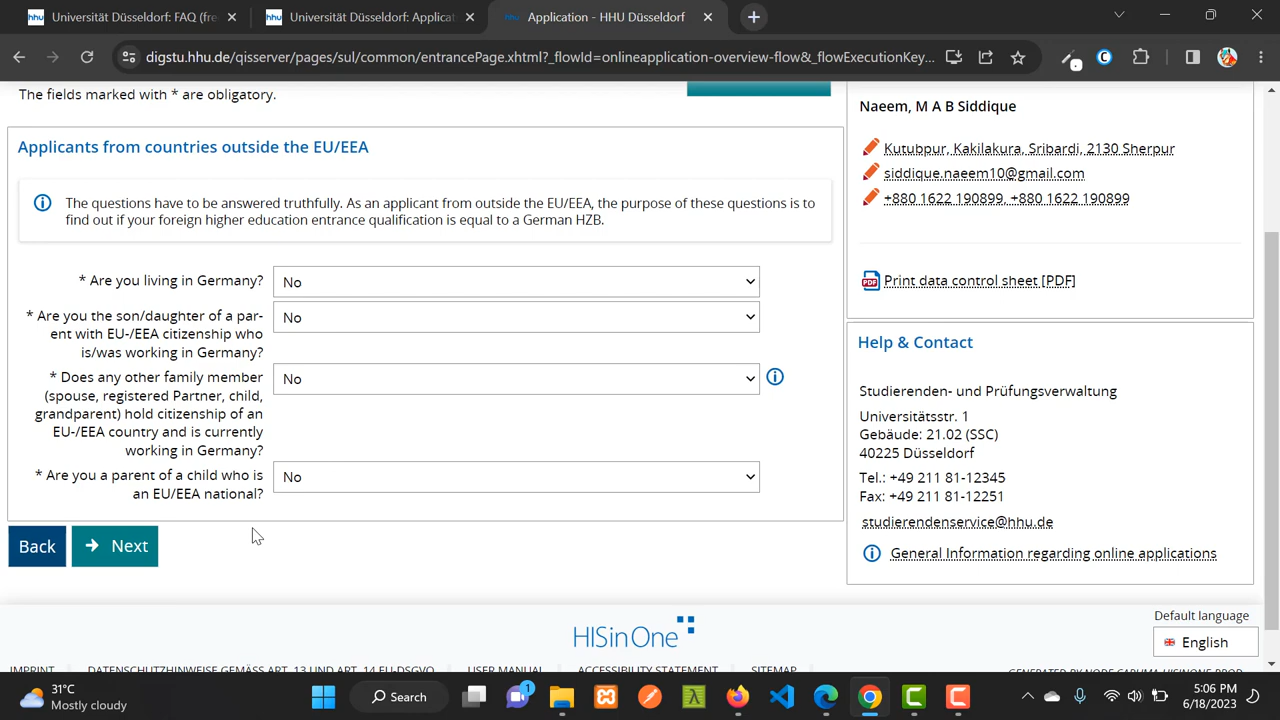 Universität Düsseldorf: FAQ (fre
Universität Düsseldorf: Applicat
Application - HHU Düsseldorf
digstu.hhu.de/qisserver/pages/sul/common/entrancePage.xhtml?_flowId=onlineapplication-overview-flow&_flowExecutionKey...
The fields marked with * are obligatory.
Applicants from countries outside the EU/EEA
The questions have to be answered truthfully. As an applicant from outside the EU/EEA, the purpose of these questions is to
find out if your foreign higher education entrance qualification is equal to a German HZB.
* Are you living in Germany?
No
* Are you the son/daughter of a par-
ent with EU-/EEA citizenship who
is/was working in Germany?
No
* Does any other family member
(spouse, registered Partner, child,
grandparent) hold citizenship of an
EU-/EEA country and is currently
working in Germany?
No
* Are you a parent of a child who is
an EU/EEA national?
No
Back
Next
Naeem, M A B Siddique
Kutubpur, Kakilakura, Sribardi, 2130 Sherpur
siddique.naeem10@gmail.com
+880 1622 190899, +880 1622 190899
Print data control sheet [PDF]
Help & Contact
Studierenden- und Prüfungsverwaltung
Universitätsstr. 1
Gebäude: 21.02 (SSC)
40225 Düsseldorf
Tel.: +49 211 81-12345
Fax: +49 211 81-12251
studierendenservice@hhu.de
General Information regarding online applications
HISinOne
Default language
English
IMPRINT
DATENSCHUTZHINWEISE GEMÄSS ART. 13 UND ART. 14 EU-DSGVO
USER MANUAL
ACCESSIBILITY STATEMENT
SITEMAP
31°C
Mostly cloudy
Search
1
5:06 PM
6/18/2023